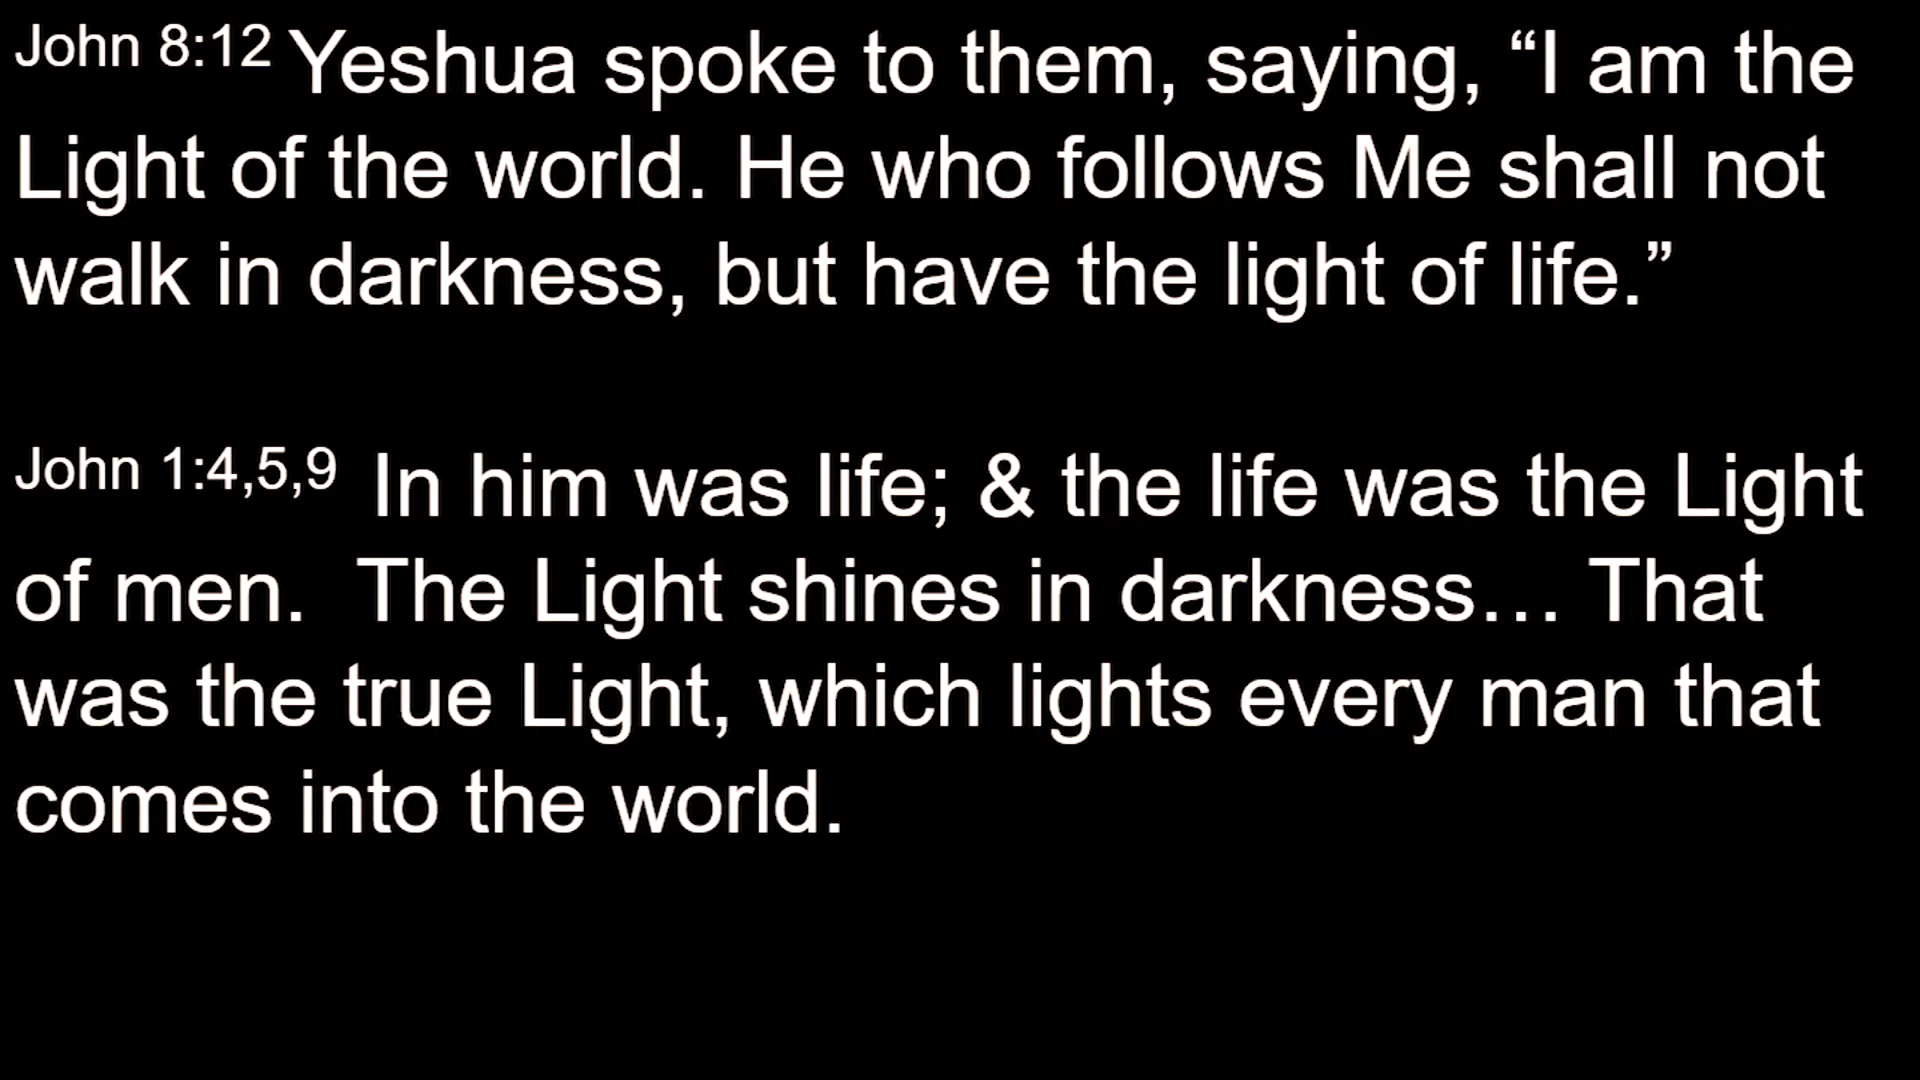 John 8:12 Yeshua spoke to them, saying, “I am the
Light of the world. He who follows Me shall not
walk in darkness, but have the light of life.”
John 1:4,5,9 In him was life; & the life was the Light
of men. The Light shines in darkness… That
was the true Light, which lights every man that
comes into the world.